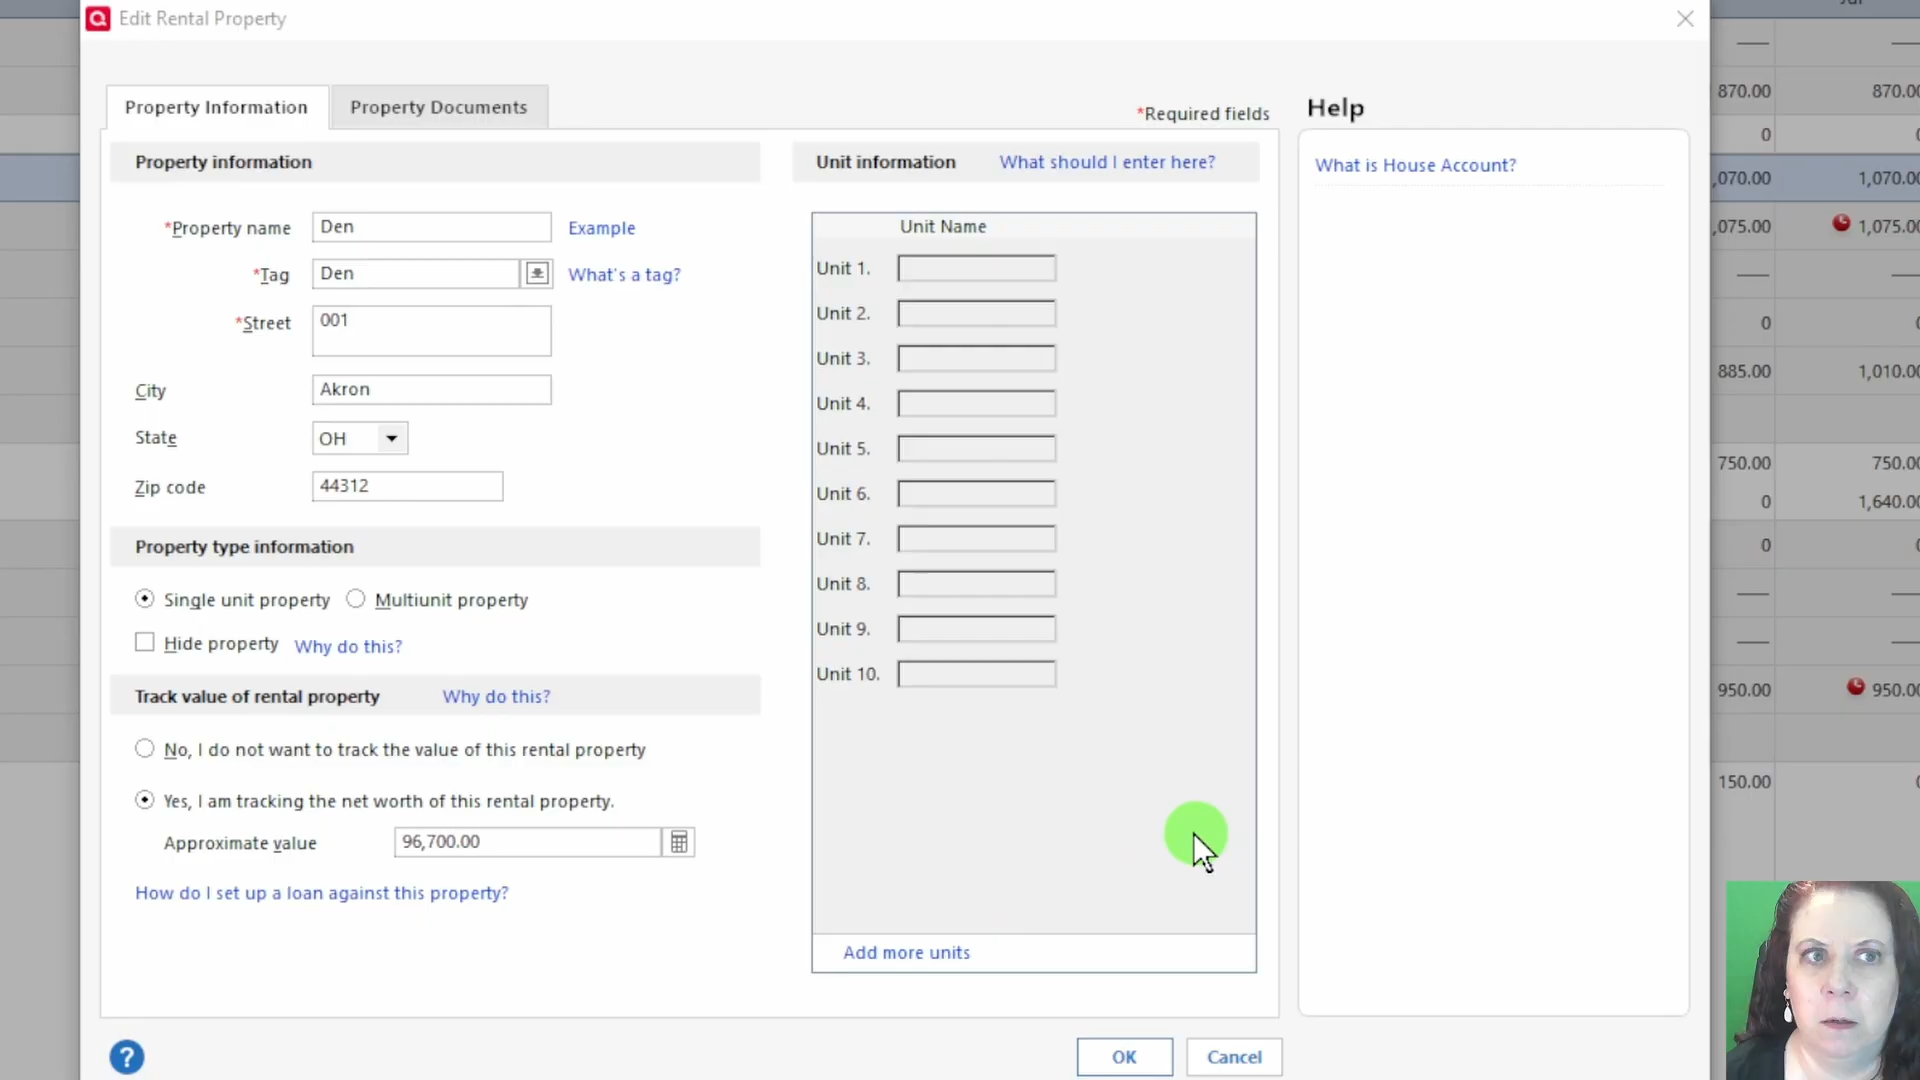 Edit Rental Property
Property Information
Property Documents
*Required fields
Help
Property information
Unit information
What should I enter here?
What is House Account?
*Property name
Den
Example
*Tag
Den
What's a tag?
*Street
001
City
Akron
State
OH
Zip code
44312
Unit Name
Unit 1.
Unit 2.
Unit 3.
Unit 4.
Unit 5.
Unit 6.
Unit 7.
Unit 8.
Unit 9.
Unit 10.
Add more units
Property type information
Single unit property
Multiunit property
Hide property
Why do this?
Track value of rental property
Why do this?
No, I do not want to track the value of this rental property
Yes, I am tracking the net worth of this rental property.
Approximate value
96,700.00
How do I set up a loan against this property?
?
OK
Cancel
870.00
870.00
0
,070.00
1,070.00
,075.00
1,075.00
0
0
885.00
1,010.00
750.00
750.00
0
1,640.00
0
0
950.00
950.00
150.00
0